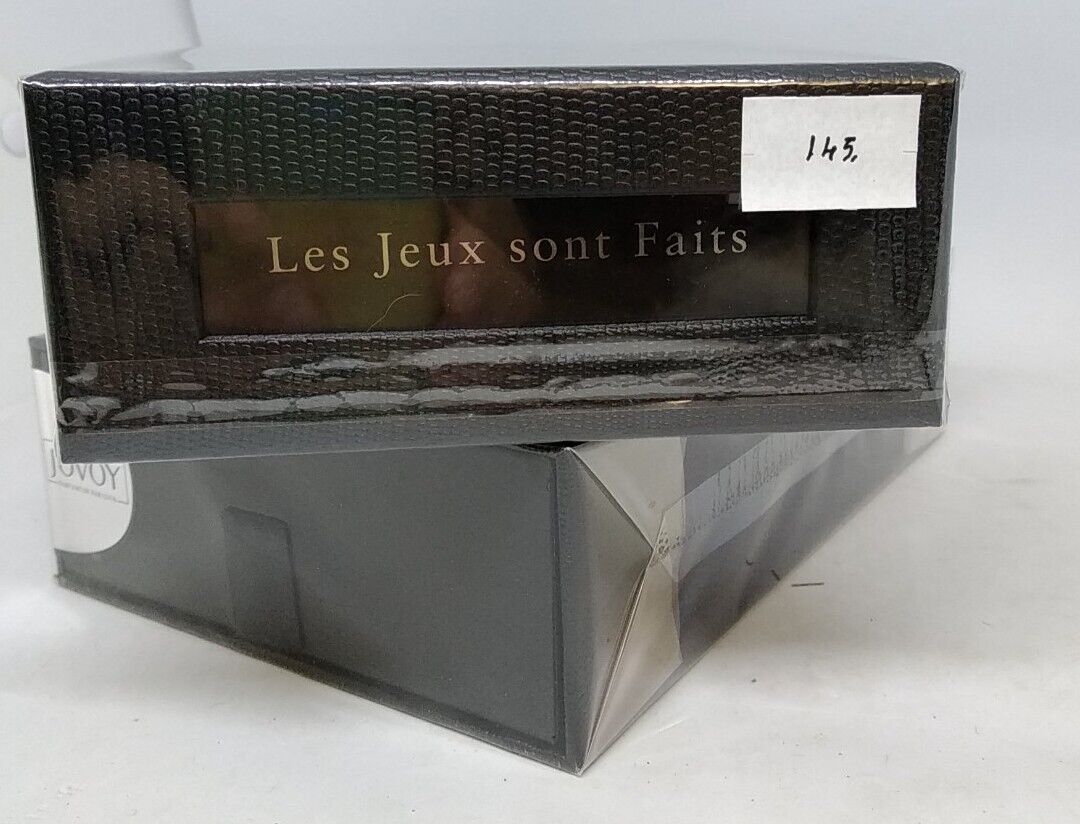 145.
Les Jeux sont Faits
JOVOY